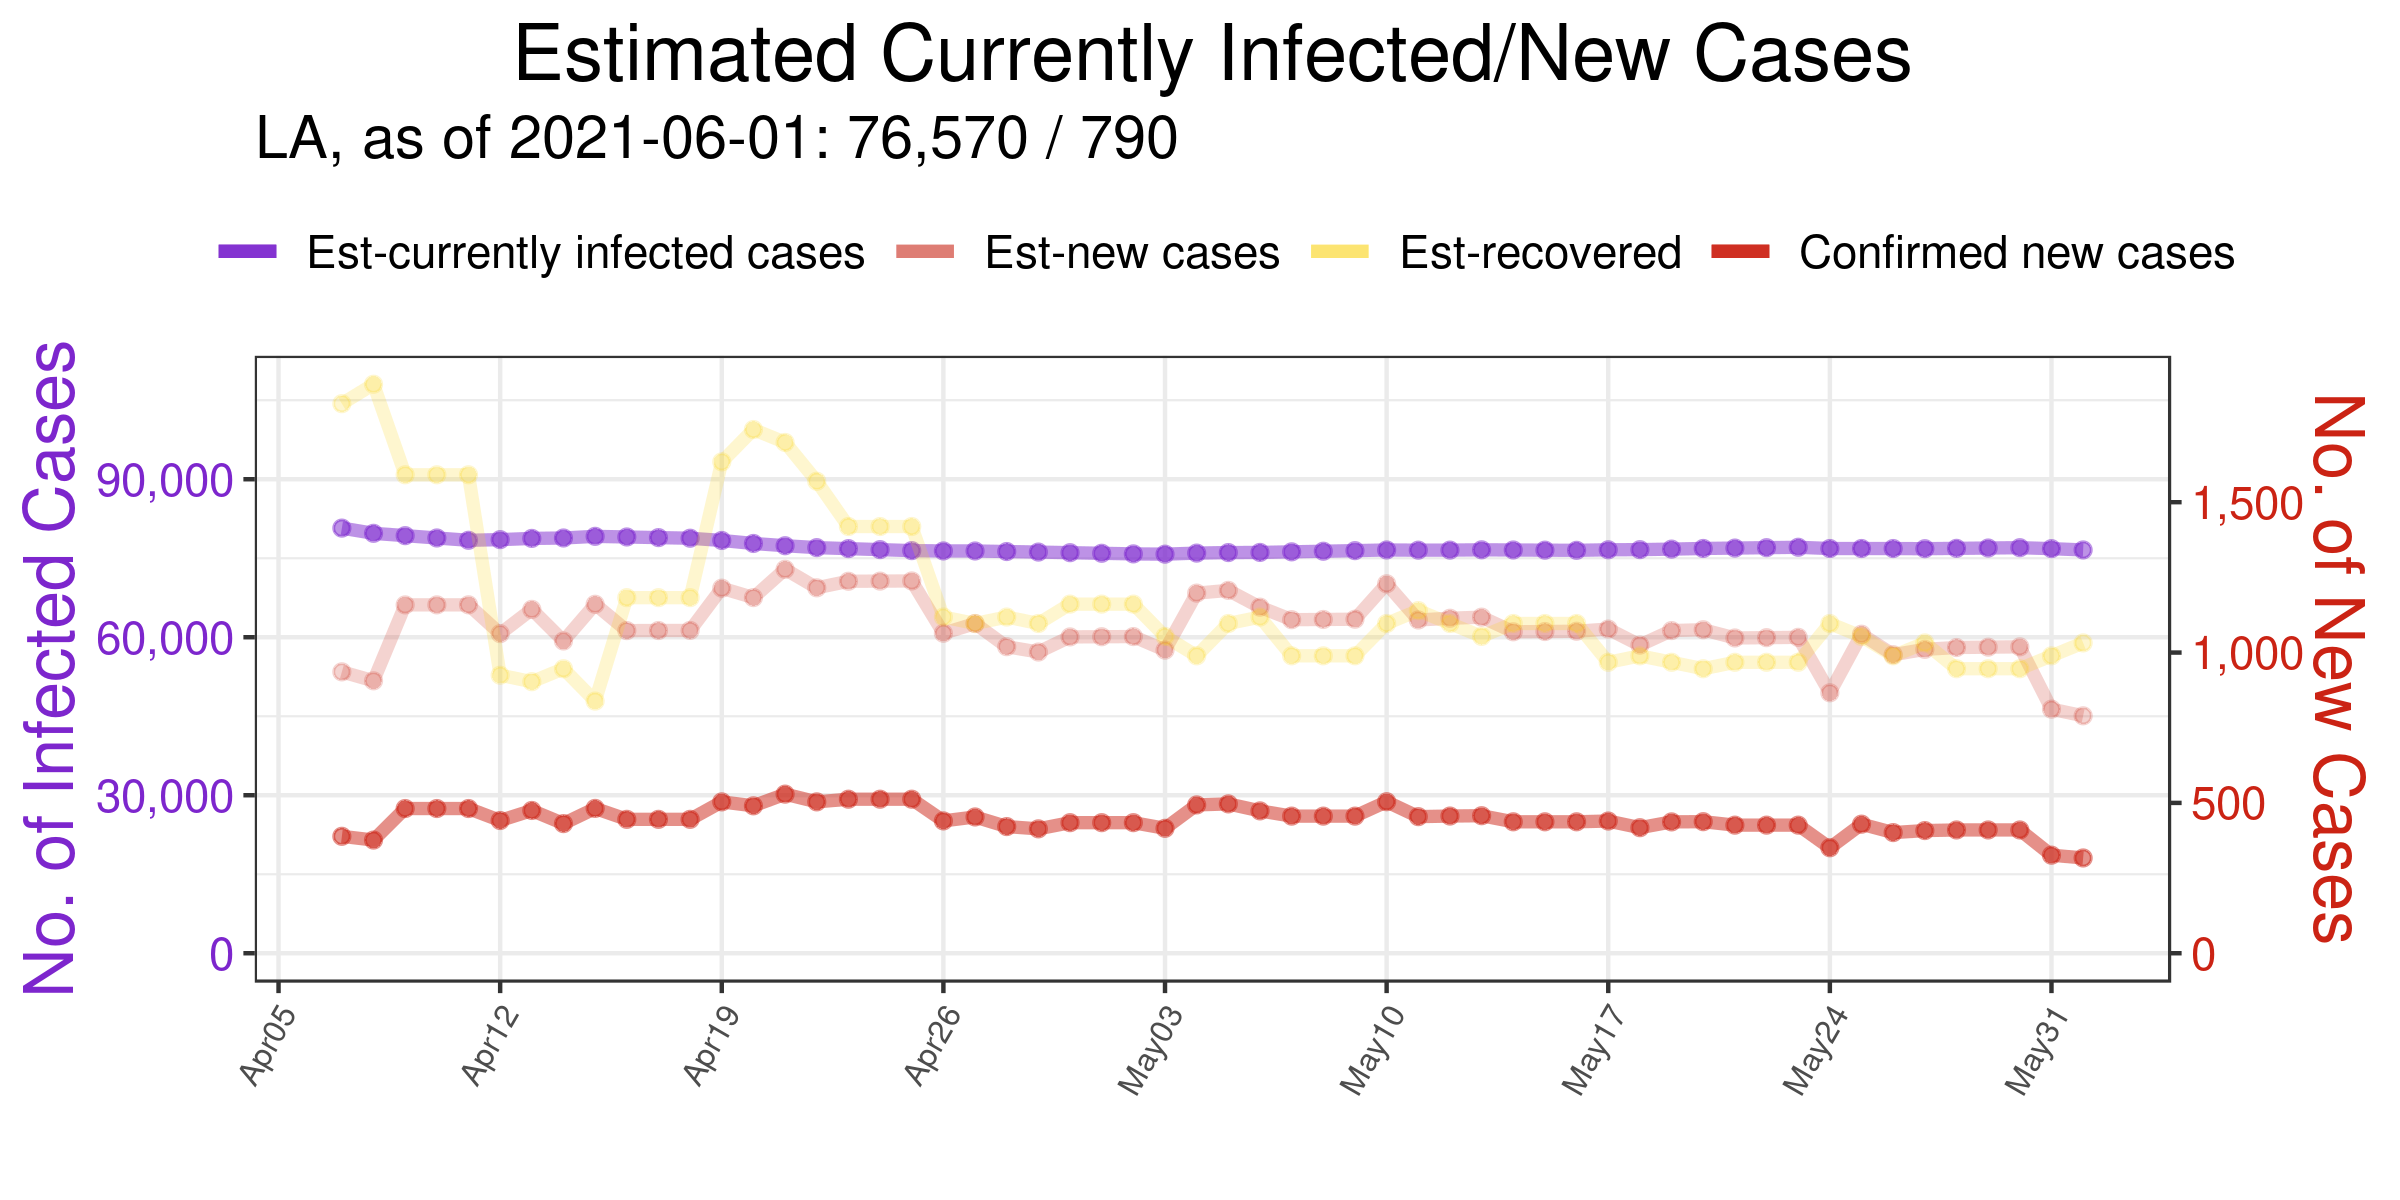 Estimated Currently Infected/New Cases
LA, as of 2021-06-01: 76,570 / 790
Est-currently infected cases Est-new cases Est-recovered Confirmed new cases
No. of Infected Cases
90,000
60,000
30,000
0
No. of New Cases
1,500
1,000
500
0
Apr05 Apr12 Apr19 Apr26 May03 May10 May17 May24 May31